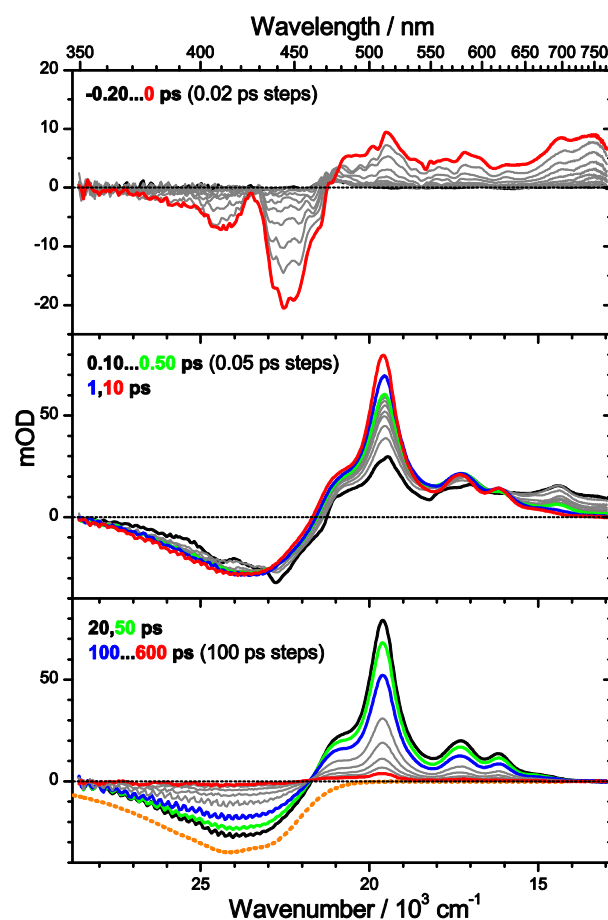 Wavelength / nm
350 400 450 500 550 600 650 700 750
20
-0.20...0 ps (0.02 ps steps)
10
0
-10
-20
0.10...0.50 ps (0.05 ps steps)
1,10 ps
50
mOD
0
20,50 ps
100...600 ps (100 ps steps)
50
0
25 20 15
Wavenumber / 10³ cm⁻¹